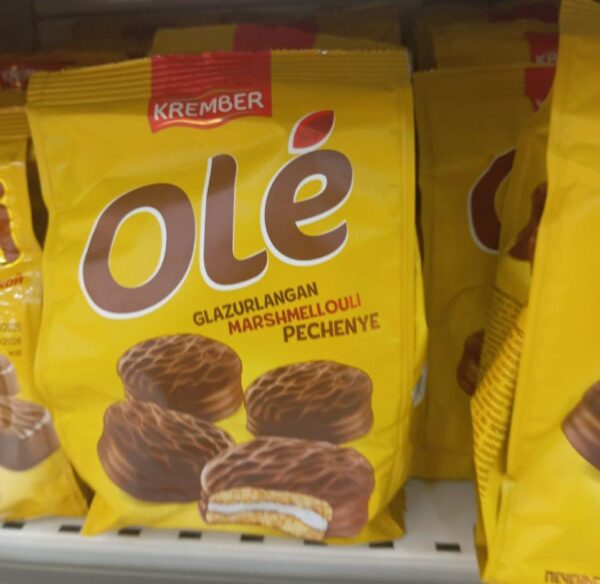 KREMBER
Olé
GLAZURLANGAN
MARSHMELLOULI
PECHENYE